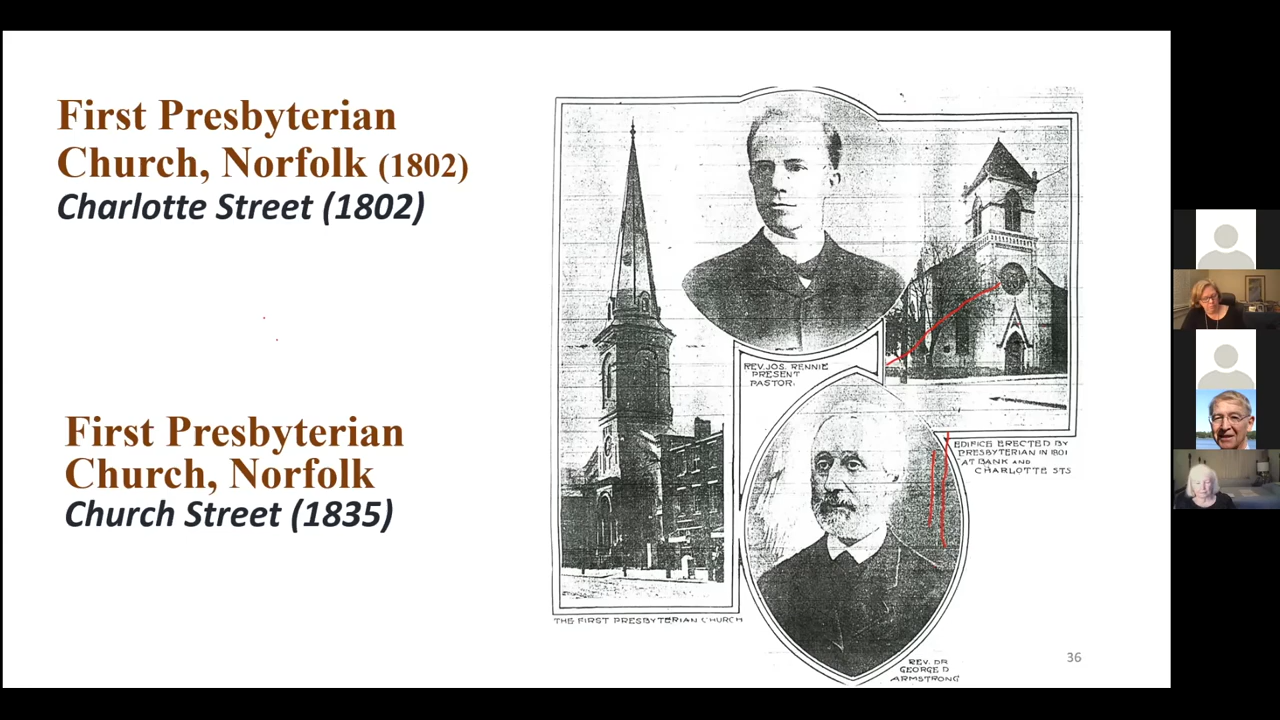 First Presbyterian
Church, Norfolk (1802)
Charlotte Street (1802)
First Presbyterian
Church, Norfolk
Church Street (1835)
REV. JOS. RENNIE
PRESENT
PASTOR.
EDIFICE ERECTED BY
PRESBYTERIAN IN 1801
AT BANK AND
CHARLOTTE STS
THE FIRST PRESBYTERIAN CHURCH
REV. DR.
GEORGE D
ARMSTRONG
36